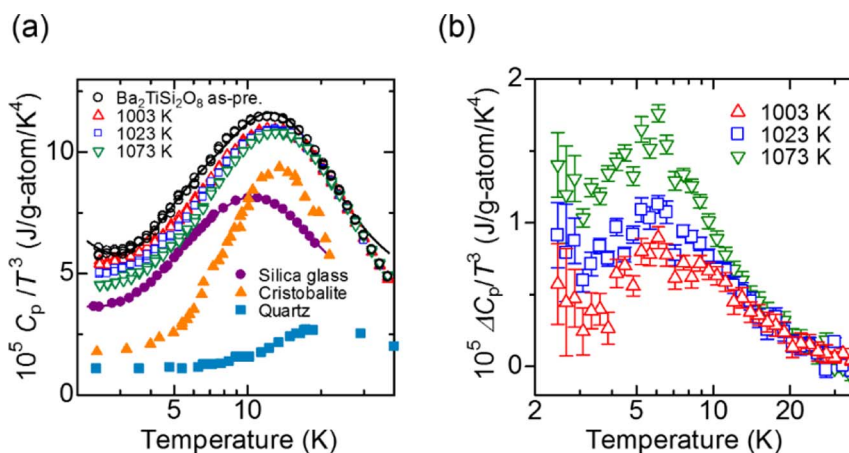 (a)
10⁵ Cₚ/T³ (J/g-atom/K⁴)
10
5
0
Ba₂TiSi₂O₈ as-pre.
1003 K
1023 K
1073 K
Silica glass
Cristobalite
Quartz
5
10
Temperature (K)
(b)
10⁵ ΔCₚ/T³ (J/g-atom/K⁴)
2
1
0
1003 K
1023 K
1073 K
2
5
10
20
Temperature (K)